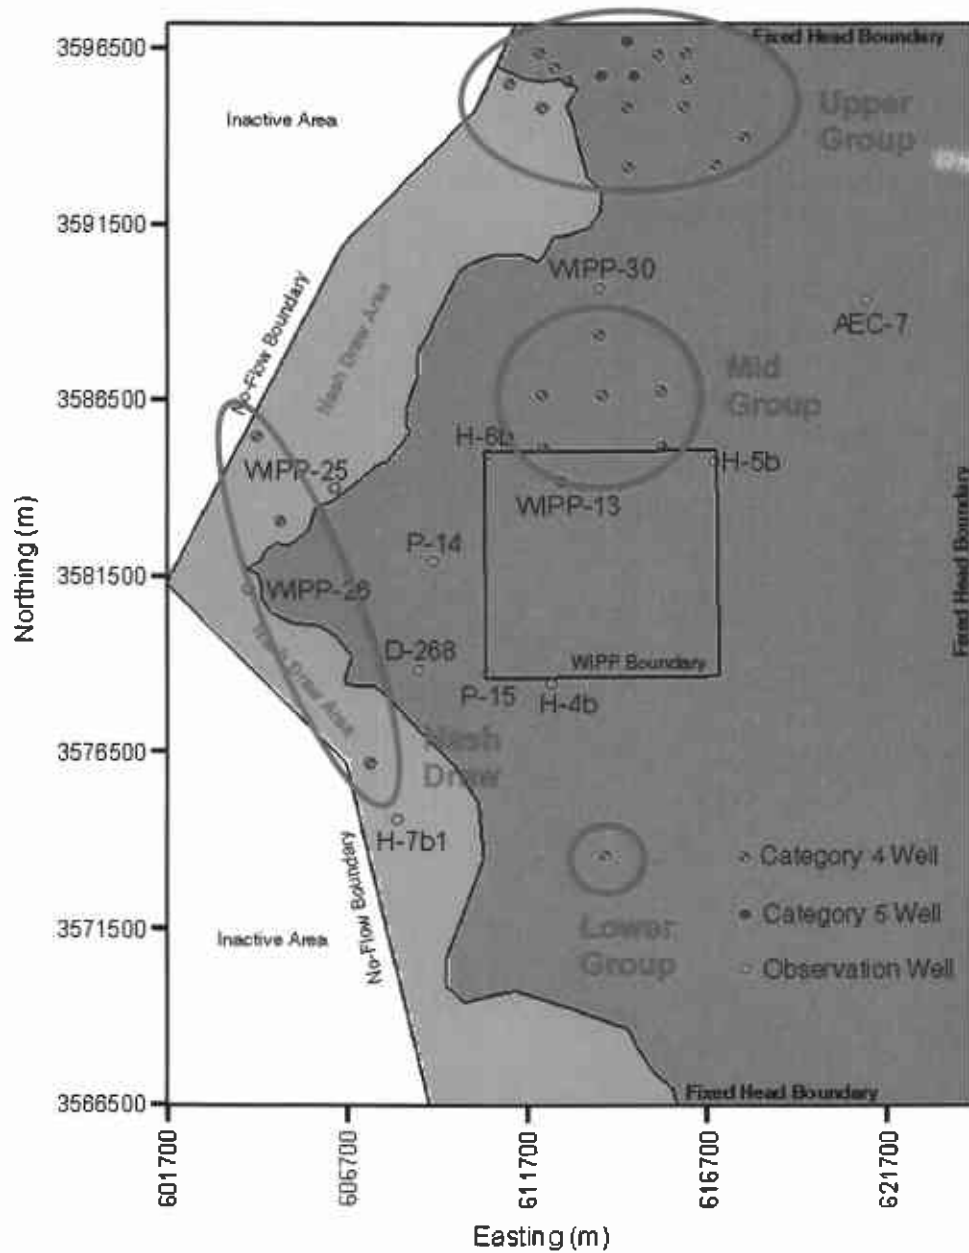 3596500
Fixed Head Boundary
Inactive Area
Upper
Group
3591500
WIPP-30
AEC-7
No-Flow Boundary
Nash Draw Area
Mid
Group
3586500
H-6b
H-5b
WIPP-25
WIPP-13
Northing (m)
P-14
3581500
WIPP-26
Fixed Head Boundary
D-268
WIPP Boundary
P-15
H-4b
Nash Draw Area
Nash
Draw
3576500
H-7b1
No-Flow Boundary
Category 4 Well
3571500
Inactive Area
Lower
Group
Category 5 Well
Observation Well
3566500
Fixed Head Boundary
601700
606700
611700
616700
621700
Easting (m)